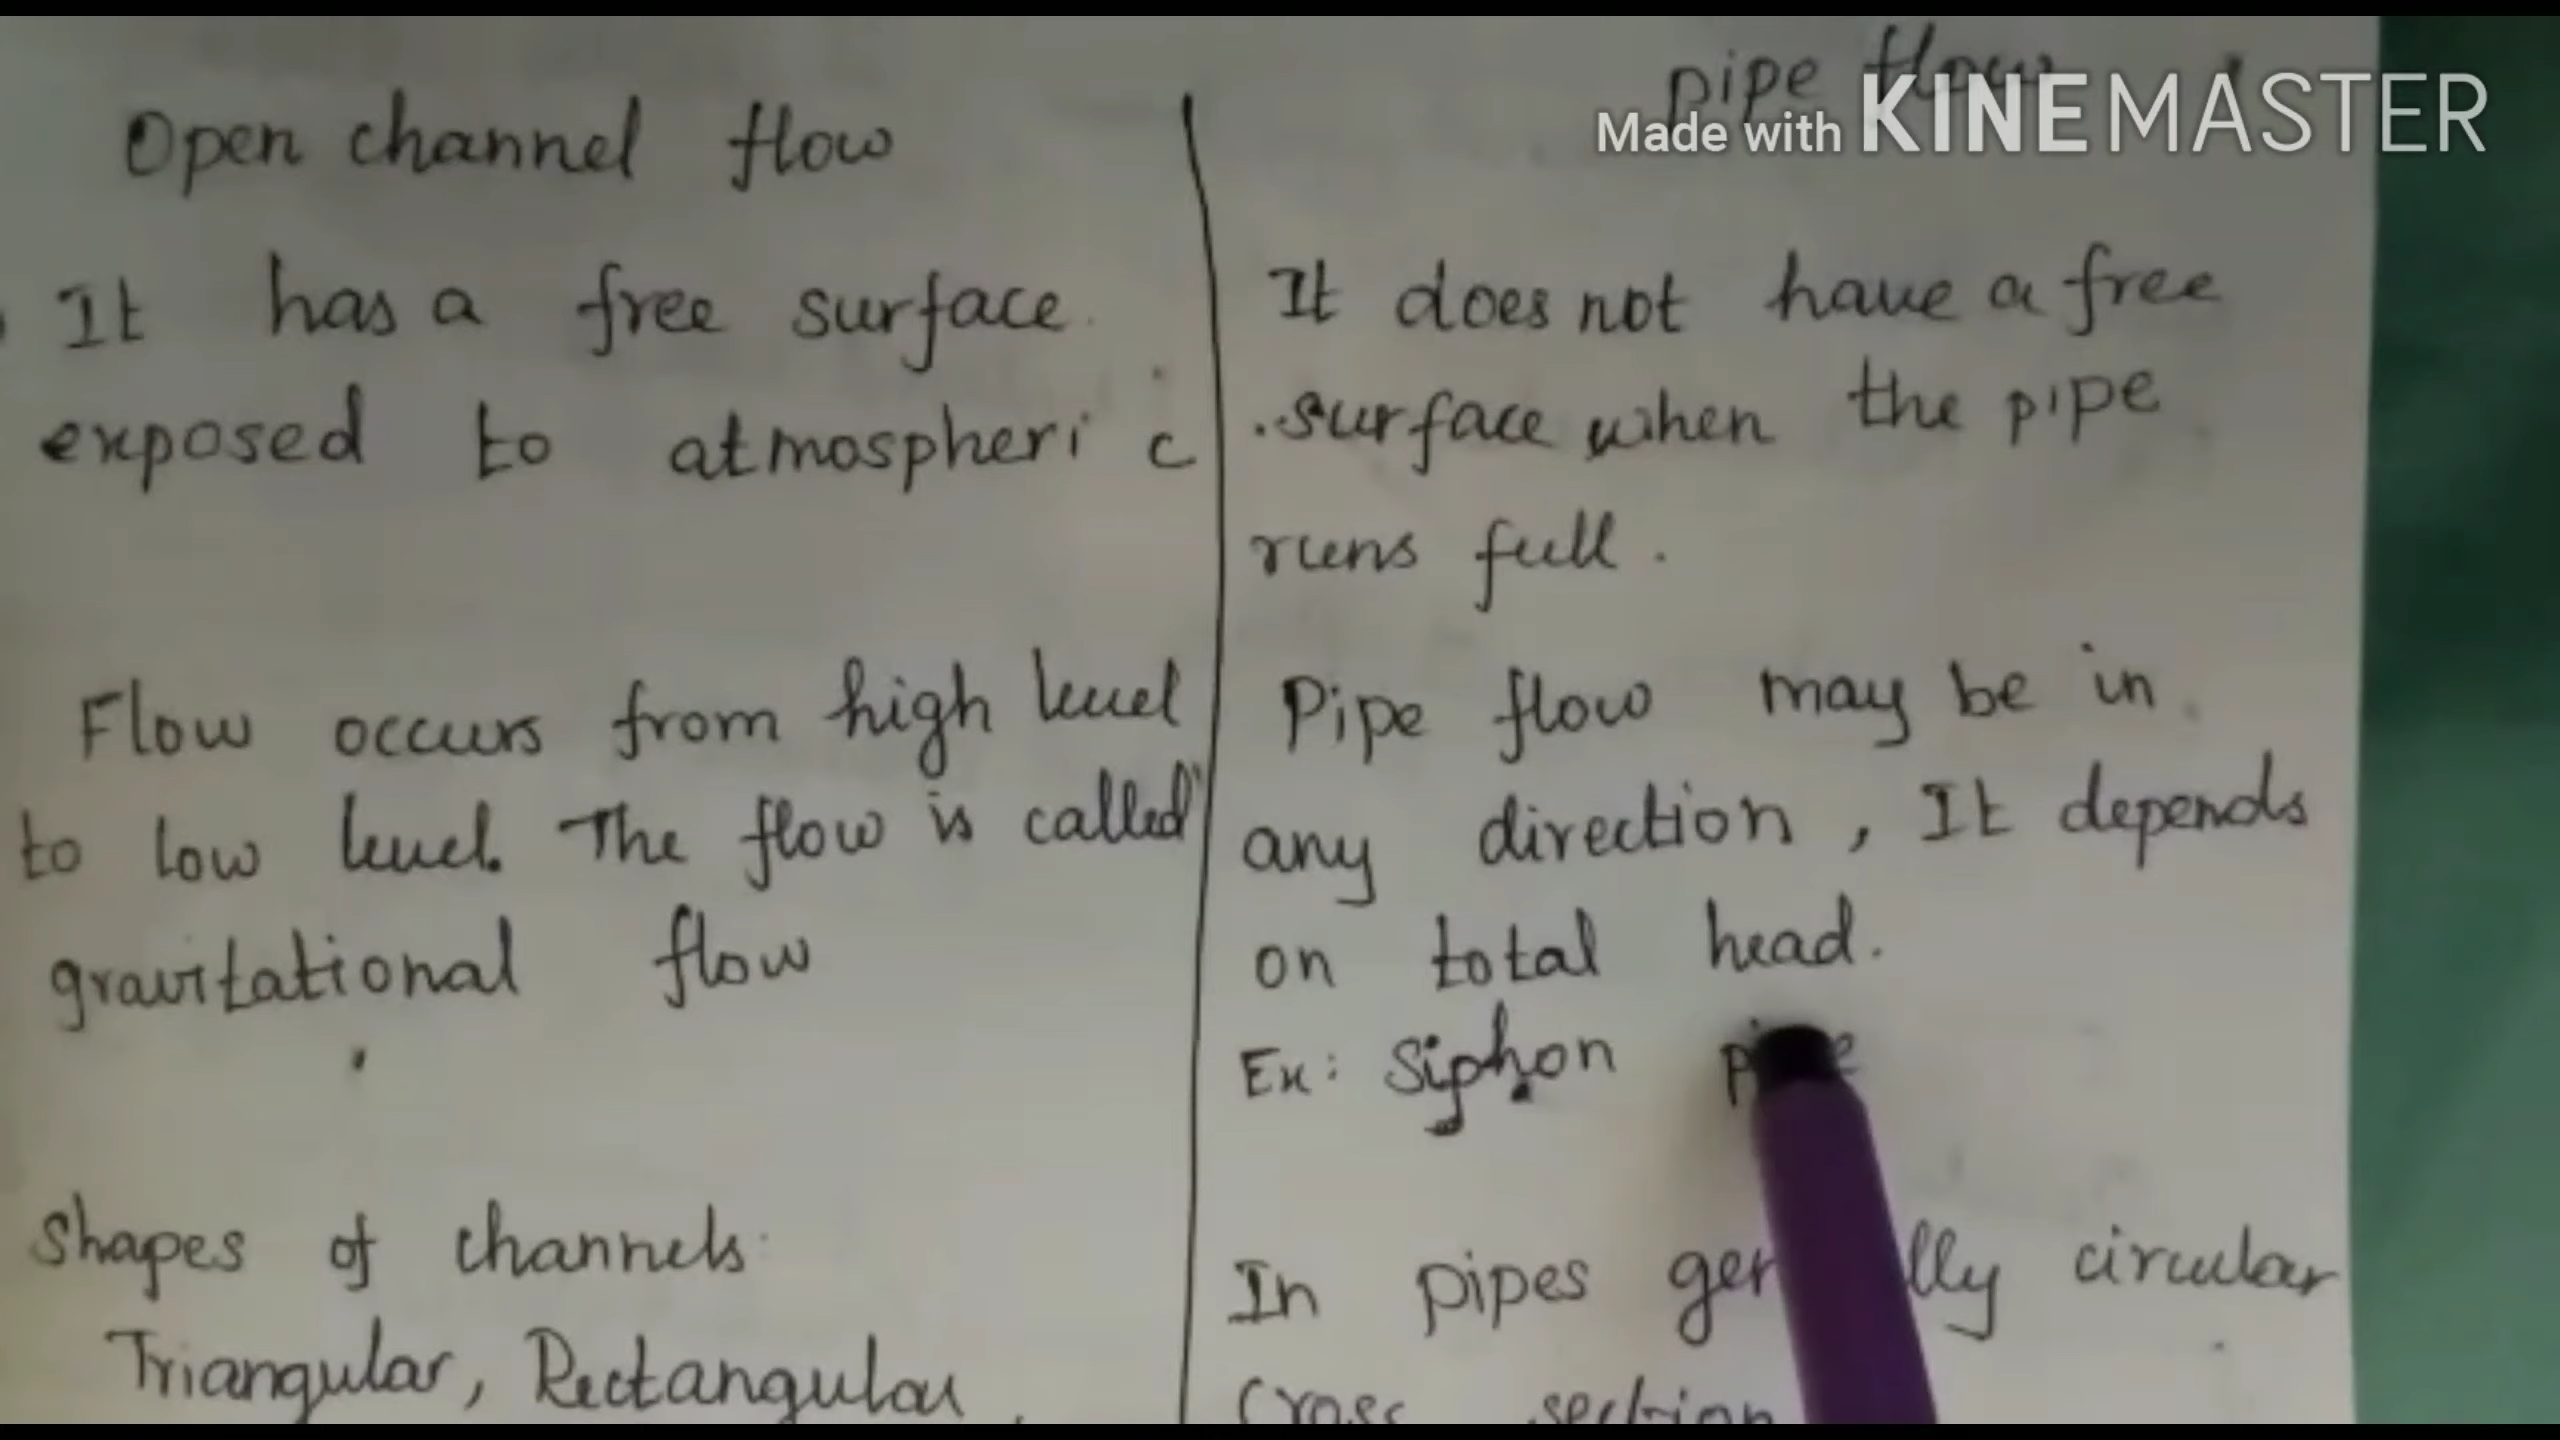 Open channel flow
It has a free surface.
exposed to atmospheric
Flow occurs from high level
to low level. The flow is called
gravitational flow
Shapes of channels:
Triangular, Rectangular,
pipe flow
Made with KINEMASTER
It does not have a free
surface when the pipe
runs full.
Pipe flow may be in
any direction, It depends
on total head.
Ex: Siphon
In pipes circular
cross section